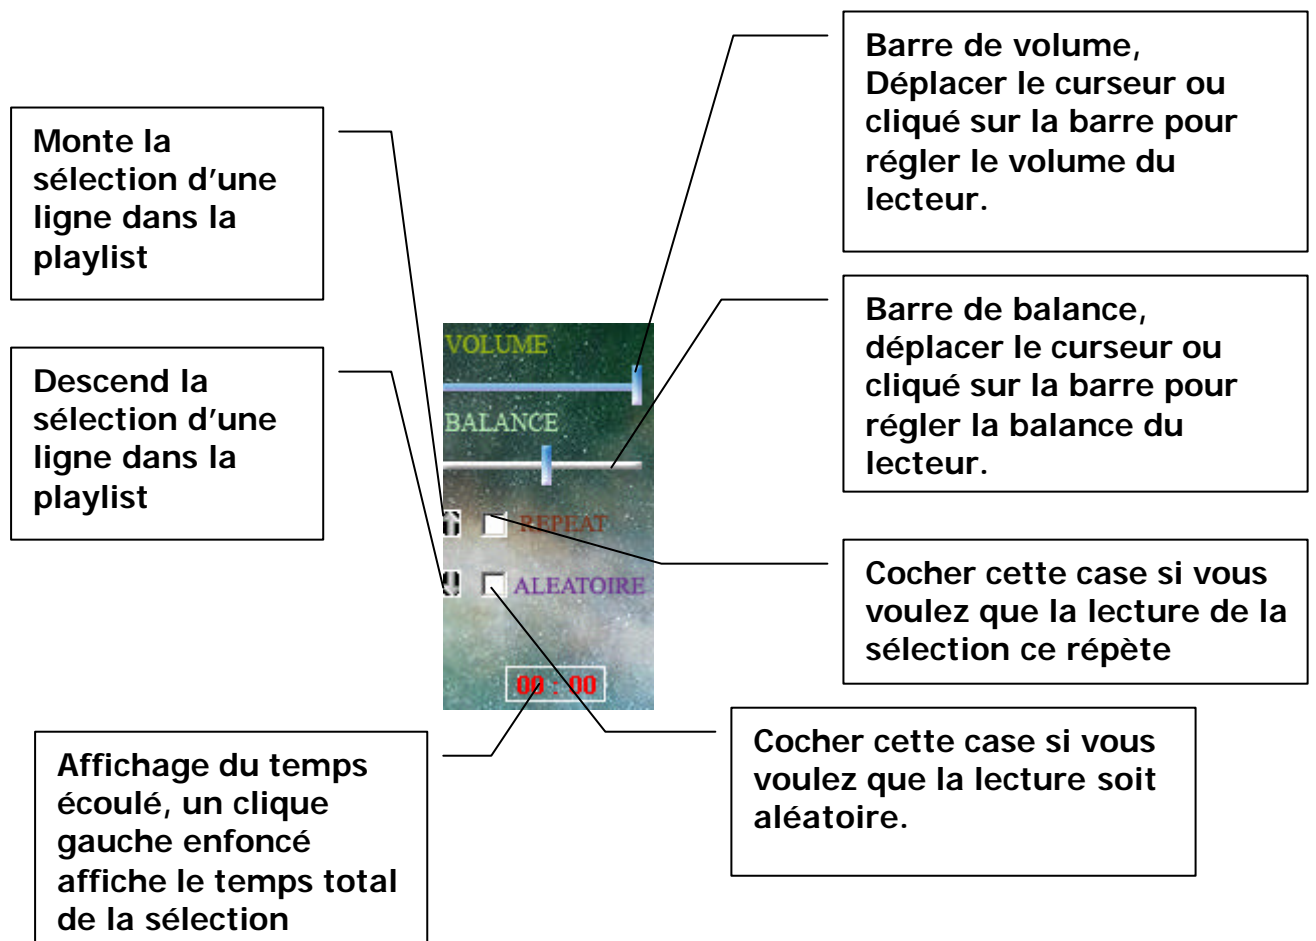 Barre de volume,
Déplacer le curseur ou
cliqué sur la barre pour
régler le volume du
lecteur.
Monte la
sélection d’une
ligne dans la
playlist
Barre de balance,
déplacer le curseur ou
cliqué sur la barre pour
régler la balance du
lecteur.
Descend la
sélection d’une
ligne dans la
playlist
VOLUME
BALANCE
REPEAT
ALEATOIRE
00 : 00
Cocher cette case si vous
voulez que la lecture de la
sélection ce répète
Cocher cette case si vous
voulez que la lecture soit
aléatoire.
Affichage du temps
écoulé, un clique
gauche enfoncé
affiche le temps total
de la sélection